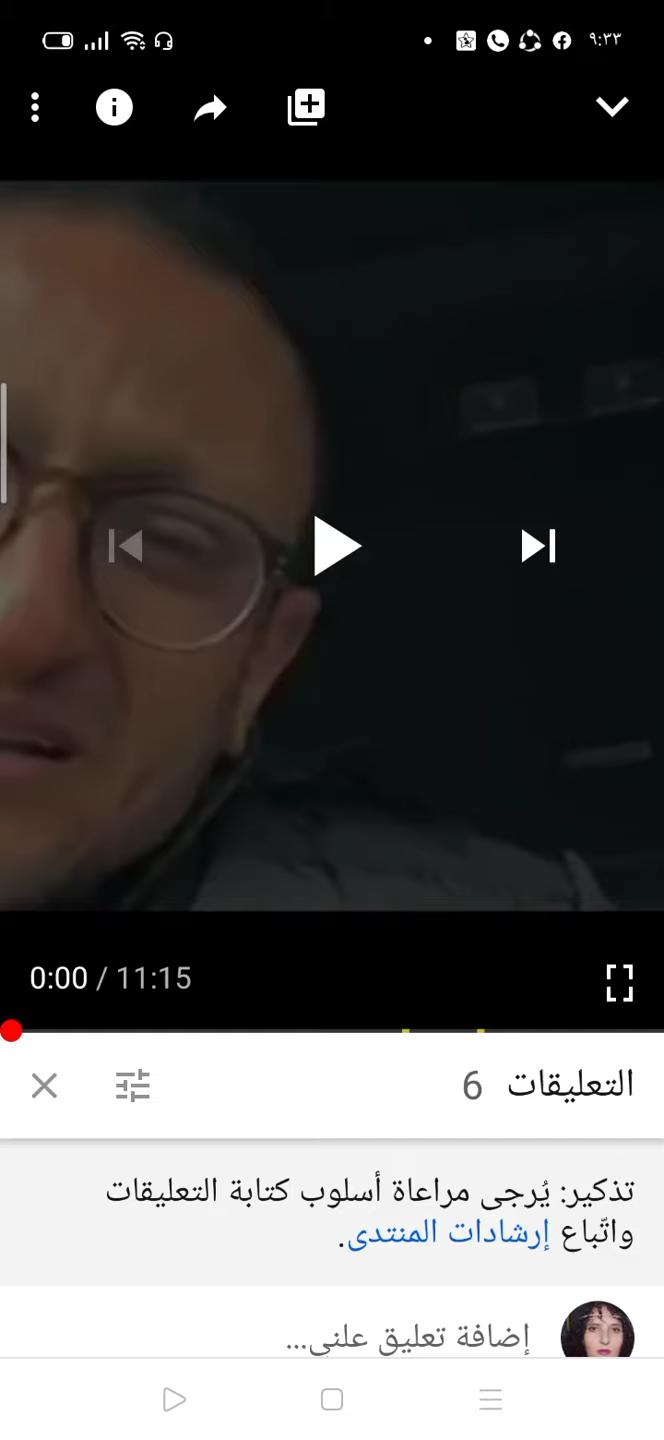 ٩:٣٣
0:00 / 11:15
التعليقات 6
تذكير: يُرجى مراعاة أسلوب كتابة التعليقات
واتّباع إرشادات المنتدى.
إضافة تعليق علني...